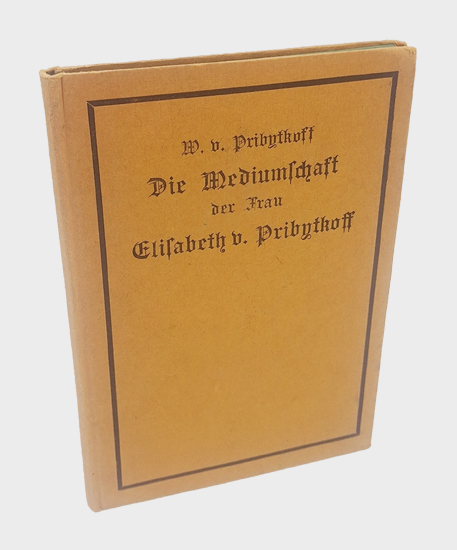 W. v. Pribytkoff
Die Mediumſchaft
der Frau
Eliſabeth v. Pribytkoff